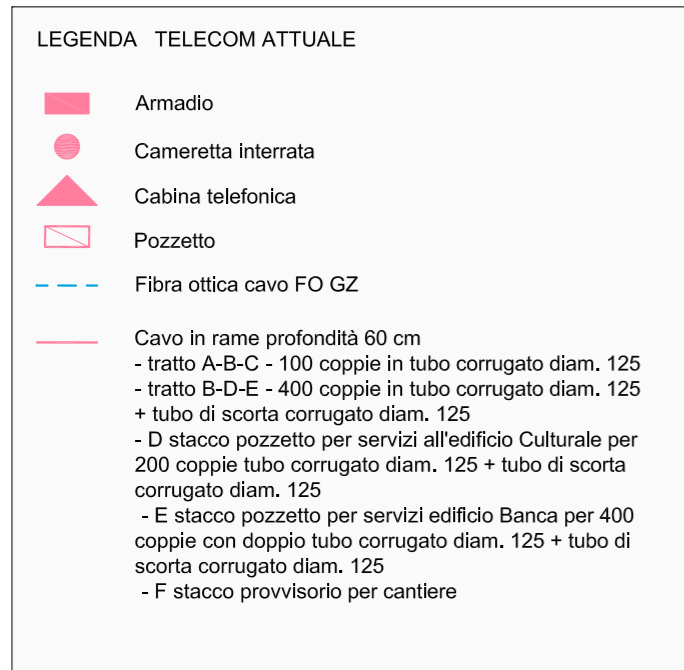 LEGENDA TELECOM ATTUALE
Armadio
Cameretta interrata
Cabina telefonica
Pozzetto
Fibra ottica cavo FO GZ
Cavo in rame profondità 60 cm
- tratto A-B-C - 100 coppie in tubo corrugato diam. 125
- tratto B-D-E - 400 coppie in tubo corrugato diam. 125
+ tubo di scorta corrugato diam. 125
- D stacco pozzetto per servizi all'edificio Culturale per
200 coppie tubo corrugato diam. 125 + tubo di scorta
corrugato diam. 125
- E stacco pozzetto per servizi edificio Banca per 400
coppie con doppio tubo corrugato diam. 125 + tubo di
scorta corrugato diam. 125
- F stacco provvisorio per cantiere